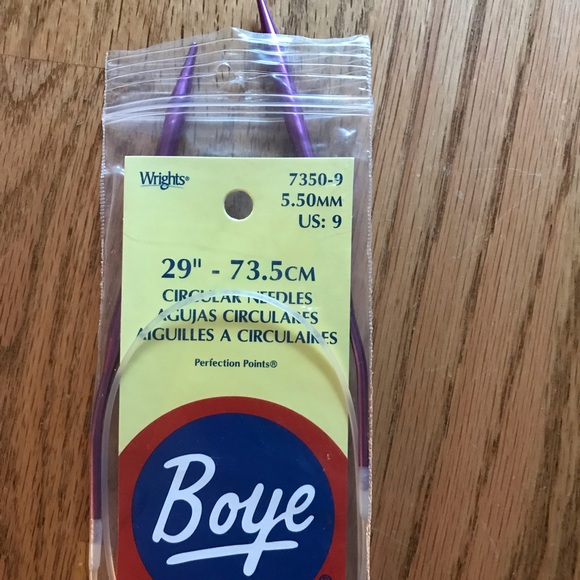 Wrights®
7350-9
5.50MM
US: 9
29" - 73.5CM
CIRCULAR NEEDLES
AGUJAS CIRCULARES
AIGUILLES A CIRCULAIRES
Perfection Points®
Boye
®